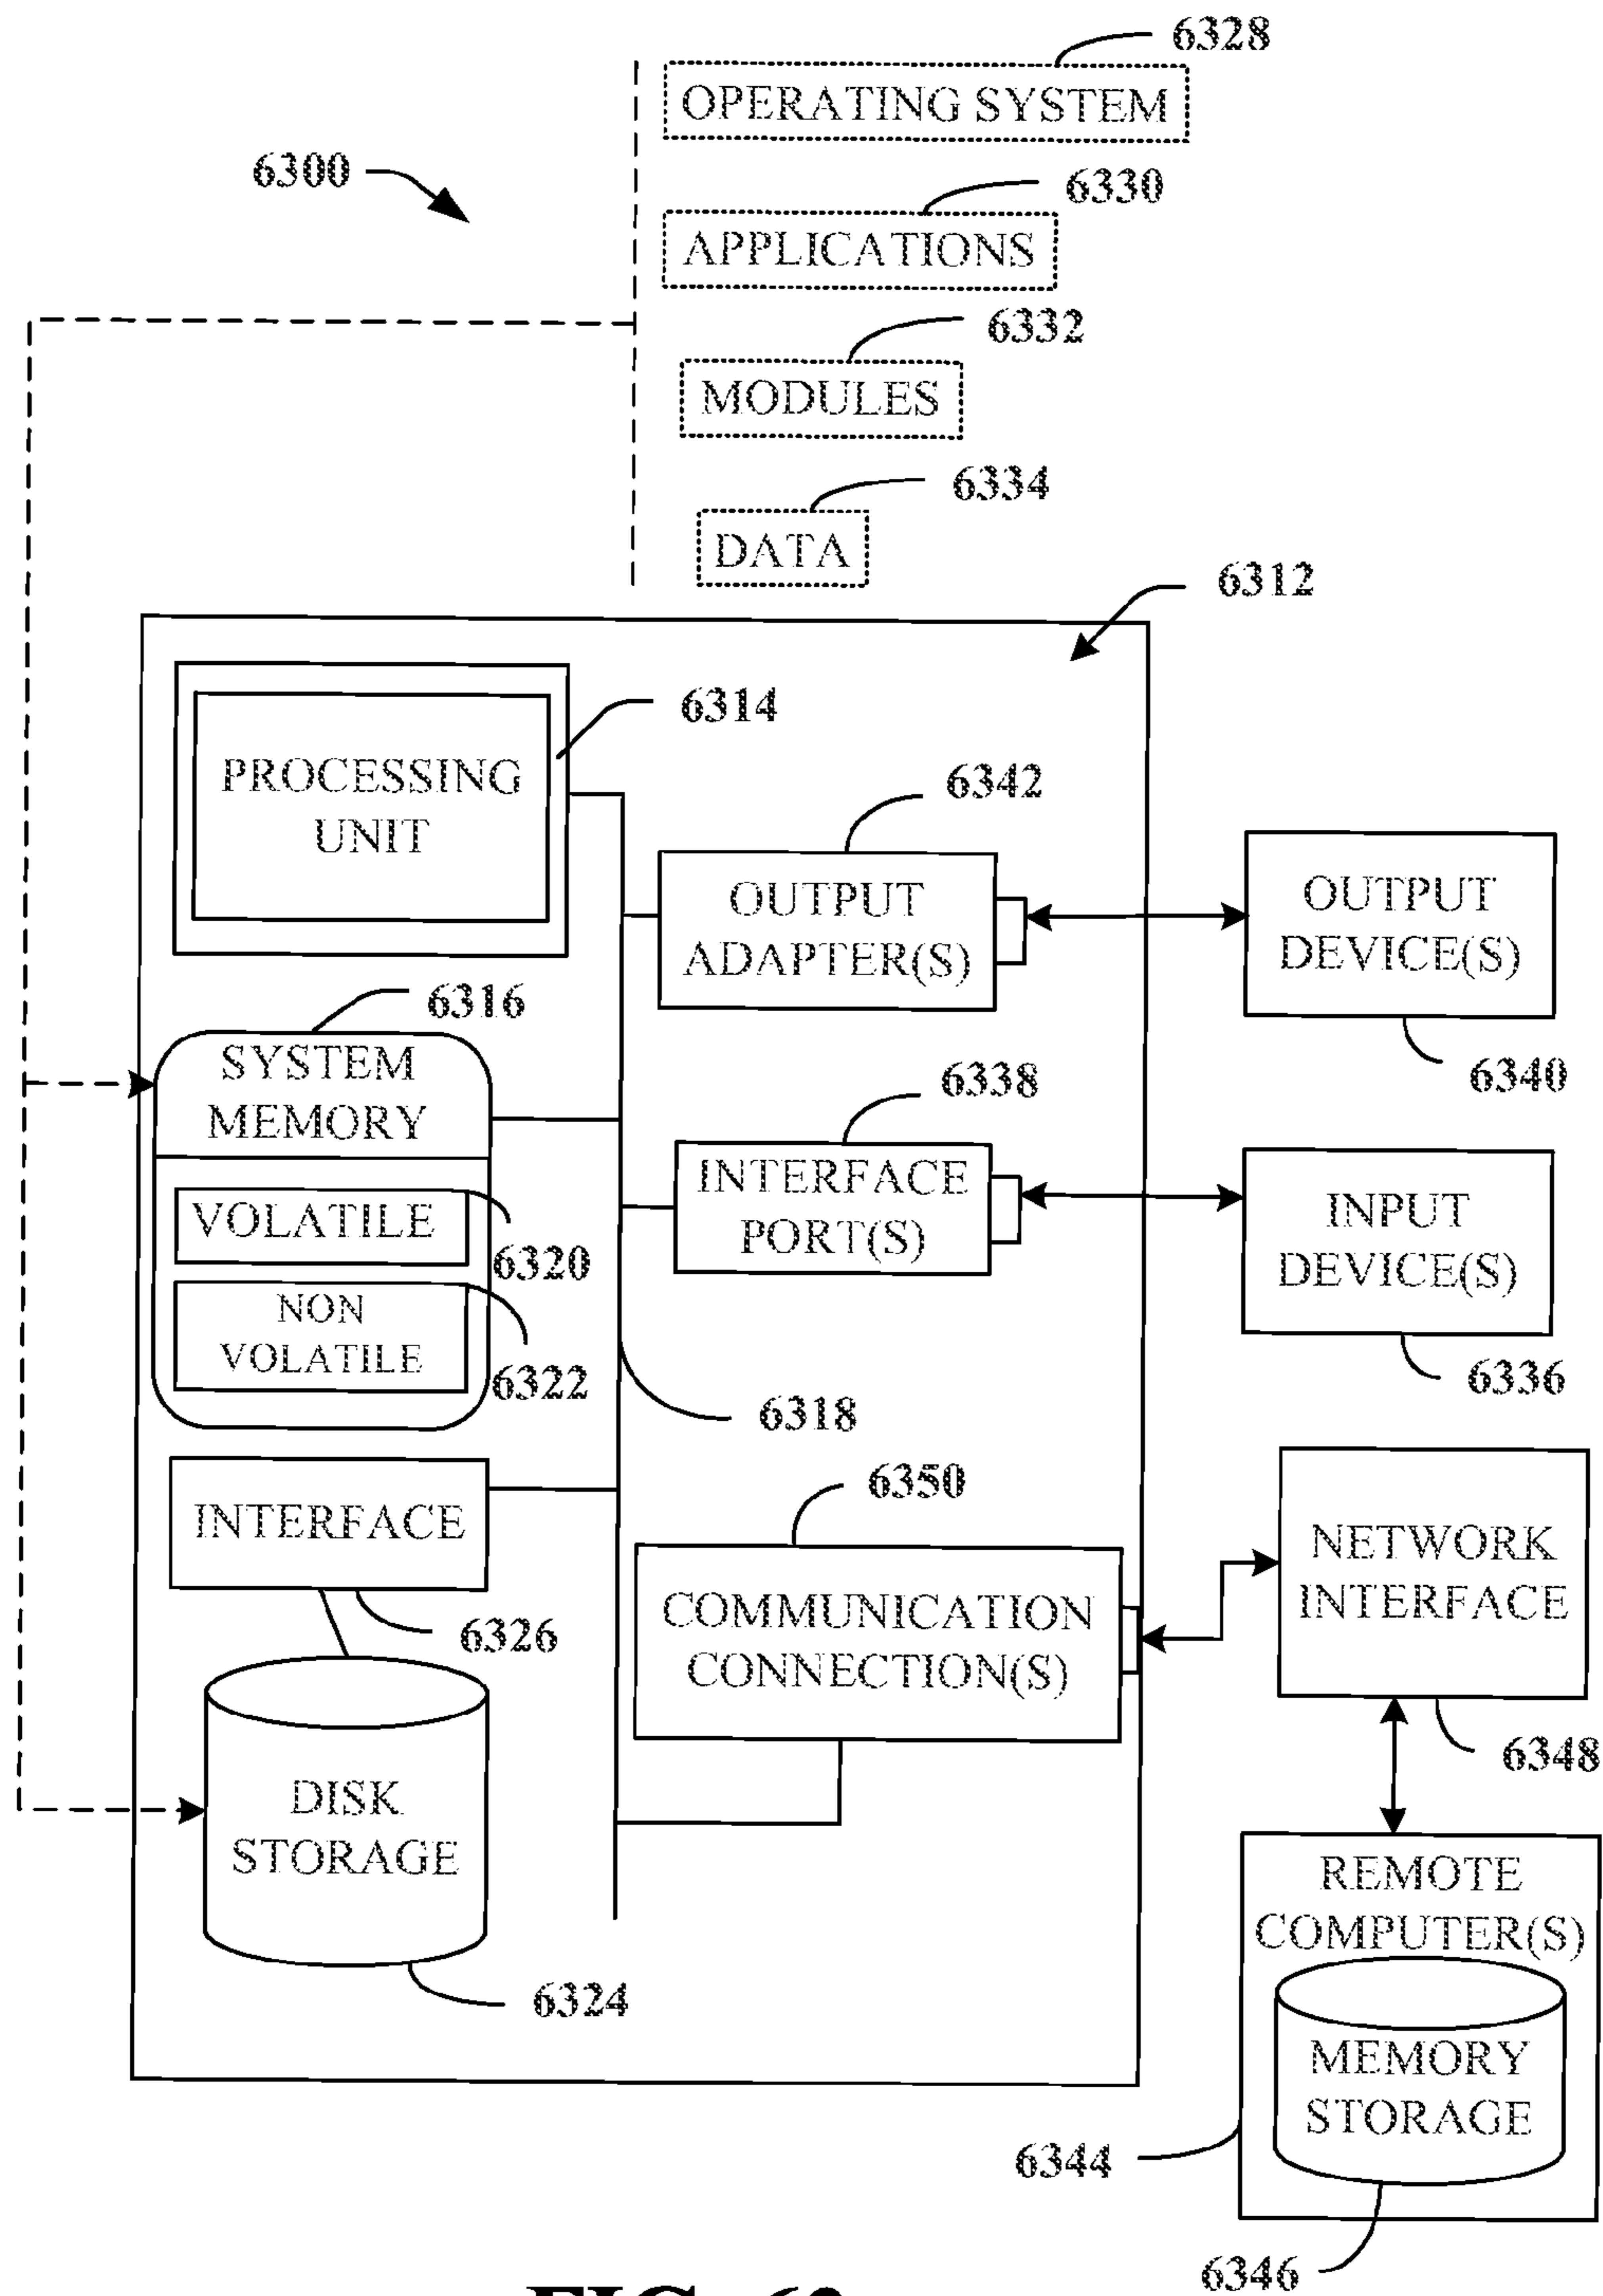 6328
OPERATING SYSTEM
6300
6330
APPLICATIONS
6332
MODULES
6334
DATA
6312
6314
PROCESSING
UNIT
6342
OUTPUT
ADAPTER(S)
OUTPUT
DEVICE(S)
6340
6316
SYSTEM
MEMORY
VOLATILE
6320
NON
VOLATILE
6322
6338
INTERFACE
PORT(S)
INPUT
DEVICE(S)
6336
6318
INTERFACE
6326
6350
COMMUNICATION
CONNECTION(S)
NETWORK
INTERFACE
6348
DISK
STORAGE
6324
REMOTE
COMPUTER(S)
MEMORY
STORAGE
6344
6346